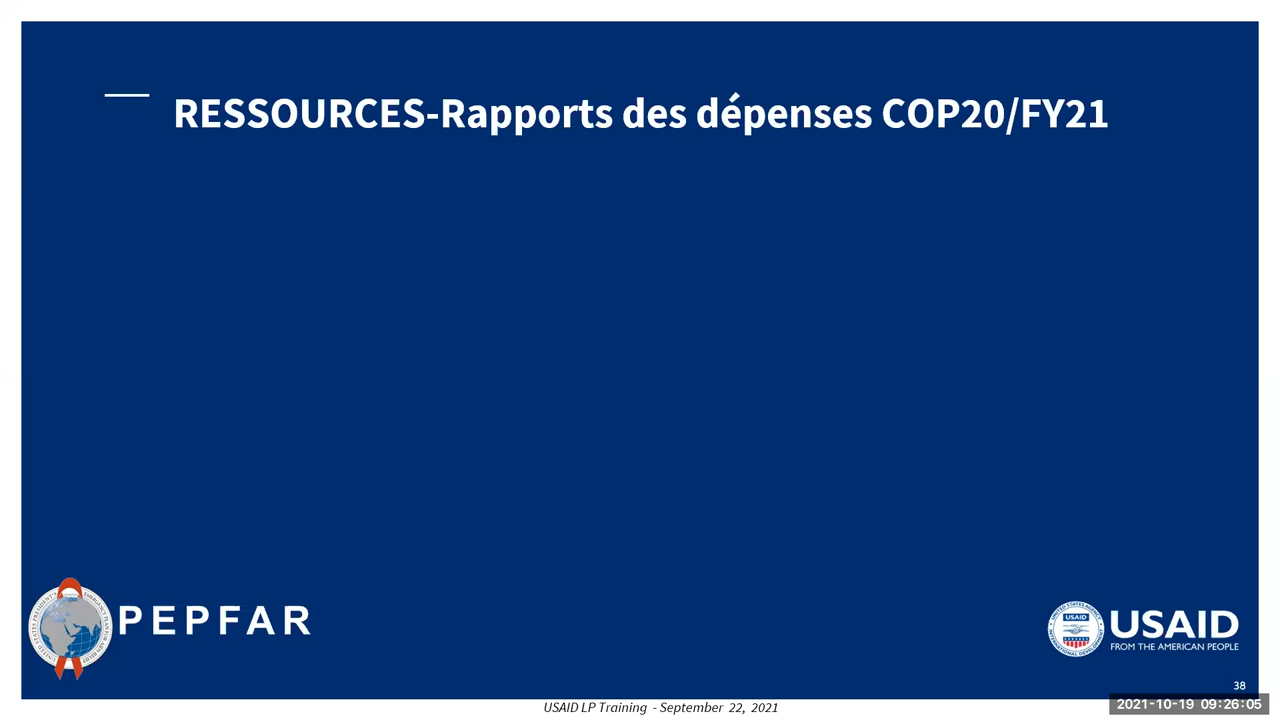 RESSOURCES-Rapports des dépenses COP20/FY21
PEPFAR
USAID
USAID
FROM THE AMERICAN PEOPLE
38
2021-10-19 09:26:05
USAID LP Training - September 22, 2021